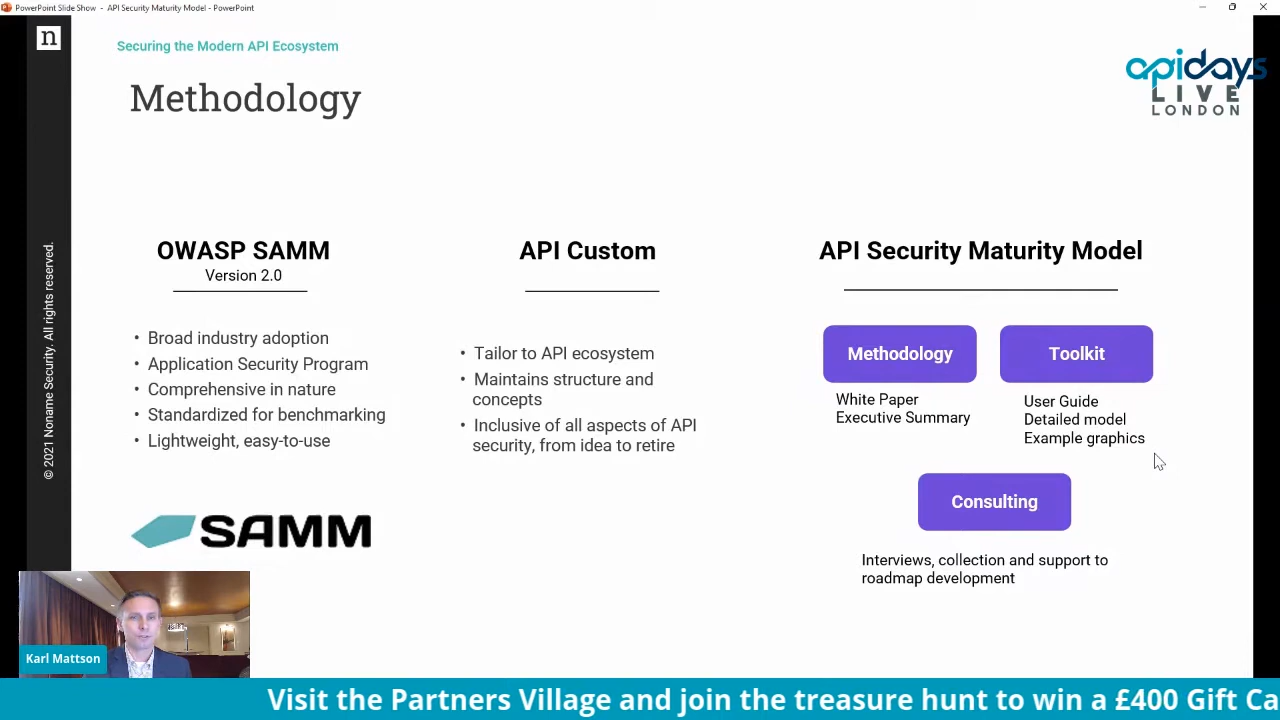 PowerPoint Slide Show - API Security Maturity Model - PowerPoint
n
Securing the Modern API Ecosystem
Methodology
apidays
LIVE
LONDON
© 2021 Noname Security. All rights reserved.
OWASP SAMM
Version 2.0
• Broad industry adoption
• Application Security Program
• Comprehensive in nature
• Standardized for benchmarking
• Lightweight, easy-to-use
SAMM
API Custom
• Tailor to API ecosystem
• Maintains structure and
concepts
• Inclusive of all aspects of API
security, from idea to retire
API Security Maturity Model
Methodology
White Paper
Executive Summary
Toolkit
User Guide
Detailed model
Example graphics
Consulting
Interviews, collection and support to
roadmap development
Karl Mattson
Visit the Partners Village and join the treasure hunt to win a £400 Gift Ca